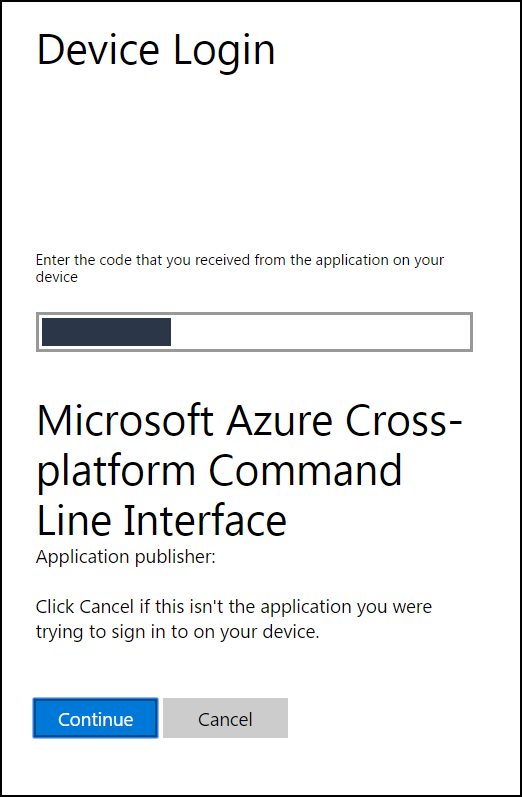 Device Login
Enter the code that you received from the application on your
device
Microsoft Azure Cross-
platform Command
Line Interface
Application publisher:
Click Cancel if this isn't the application you were
trying to sign in to on your device.
Continue
Cancel